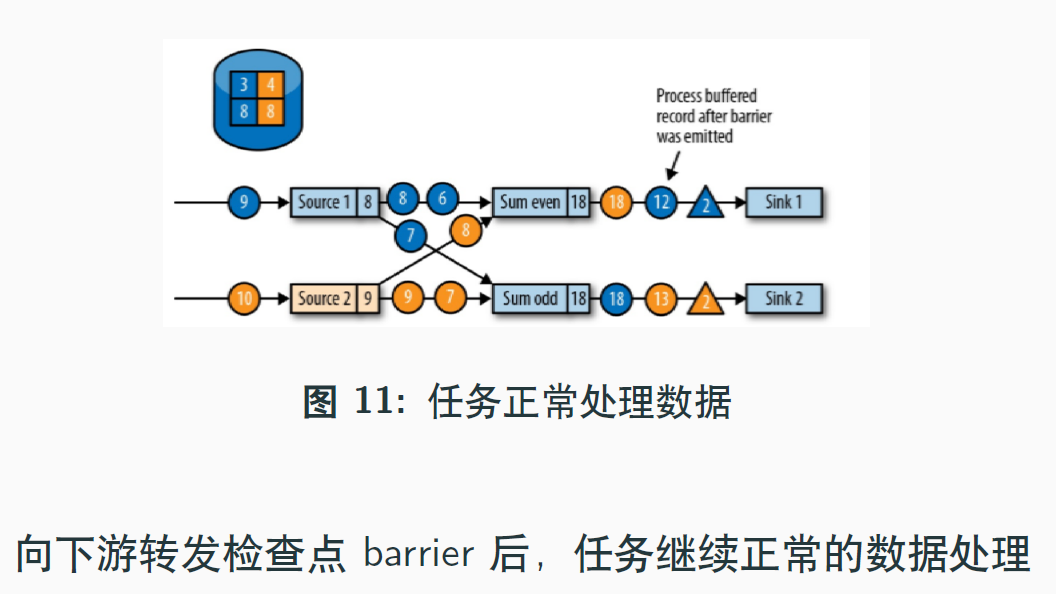 3 4
8 8
Process buffered
record after barrier
was emitted
9 Source 1 8 8 6 Sum even 18 18 12 2 Sink 1
7 8
10 Source 2 9 9 7 Sum odd 18 18 13 2 Sink 2
图 11: 任务正常处理数据
向下游转发检查点 barrier 后，任务继续正常的数据处理